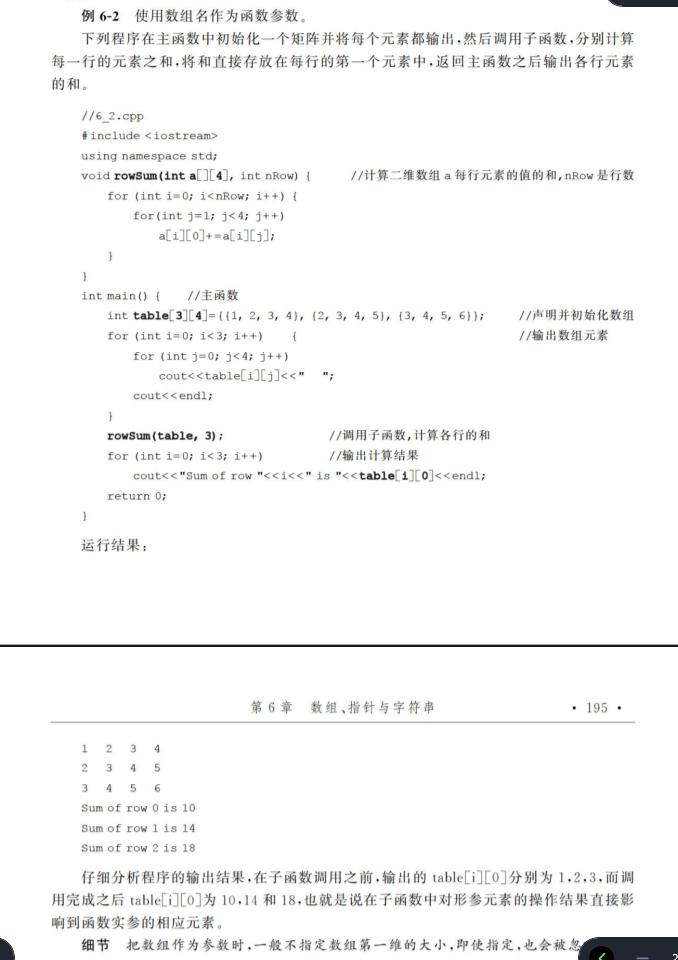 例 6-2 使用数组名作为函数参数。
下列程序在主函数中初始化一个矩阵并将每个元素都输出,然后调用子函数,分别计算
每一行的元素之和,将和直接存放在每行的第一个元素中,返回主函数之后输出各行元素
的和。
//6_2.cpp
#include <iostream>
using namespace std;
void rowSum(int a[][4], int nRow) { //计算二维数组 a 每行元素的值的和,nRow 是行数
for (int i=0; i<nRow; i++) {
for(int j=1; j<4; j++)
a[i][0]+=a[i][j];
}
}
int main() { //主函数
int table[3][4]={{1, 2, 3, 4}, {2, 3, 4, 5}, {3, 4, 5, 6}}; //声明并初始化数组
for (int i=0; i<3; i++) { //输出数组元素
for (int j=0; j<4; j++)
cout<<table[i][j]<<" ";
cout<<endl;
}
rowSum(table, 3); //调用子函数,计算各行的和
for (int i=0; i<3; i++) //输出计算结果
cout<<"Sum of row "<<i<<" is "<<table[i][0]<<endl;
return 0;
}
运行结果:
第 6 章 数组、指针与字符串 • 195 •
1 2 3 4
2 3 4 5
3 4 5 6
Sum of row 0 is 10
Sum of row 1 is 14
Sum of row 2 is 18
仔细分析程序的输出结果,在子函数调用之前,输出的 table[i][0]分别为 1,2,3,而调
用完成之后 table[i][0]为 10,14 和 18,也就是说在子函数中对形参元素的操作结果直接影
响到函数实参的相应元素。
细节 把数组作为参数时,一般不指定数组第一维的大小,即使指定,也会被忽